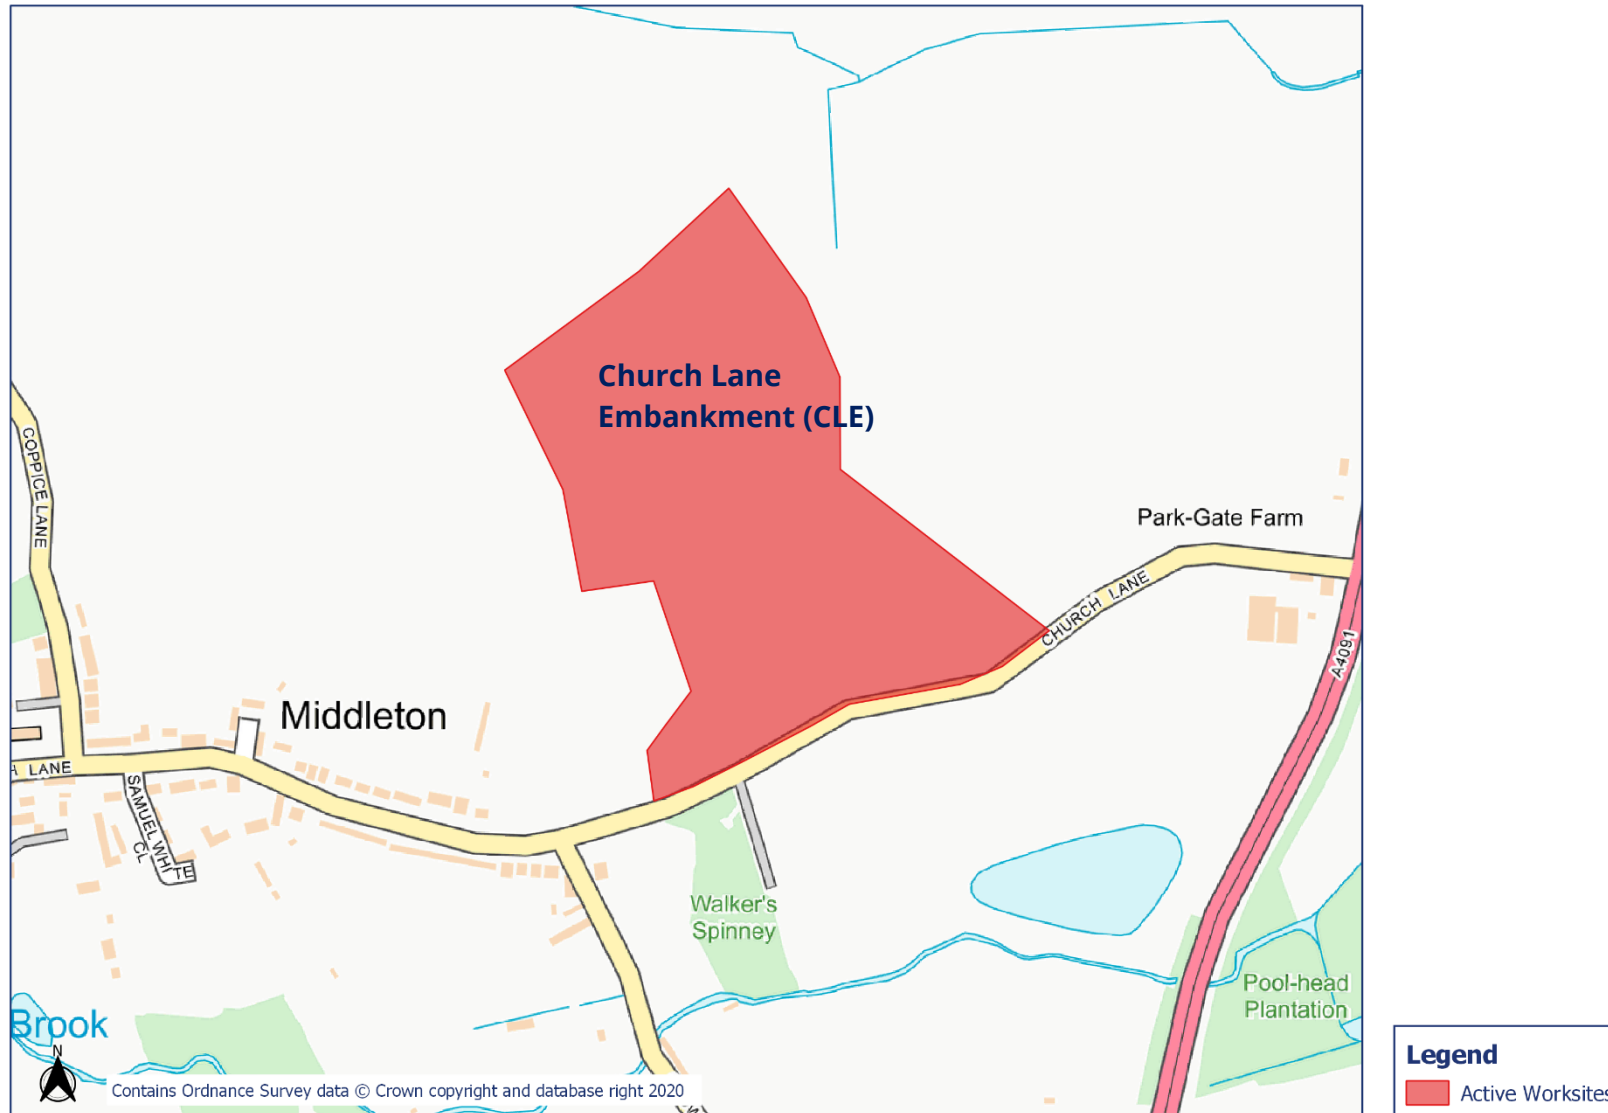 Church Lane
Embankment (CLE)
COPPICE LANE
Park-Gate Farm
CHURCH LANE
A4091
Middleton
H LANE
SAMUEL WHITE
CL
Walker's
Spinney
Pool-head
Plantation
Brook
N
Contains Ordnance Survey data © Crown copyright and database right 2020
Legend
Active Worksites